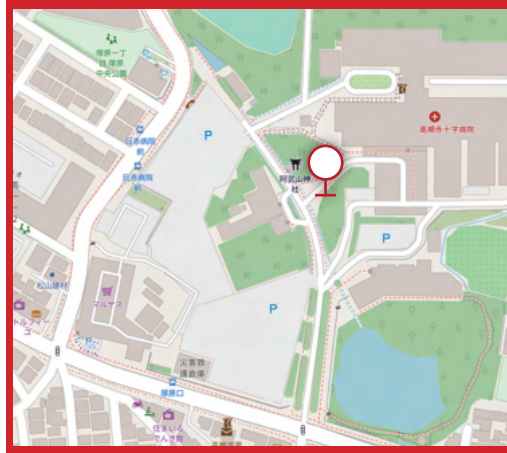 塚原一丁
目塚原
中央公園
P
日赤病院
前
日赤病院
前
高槻赤十字病院
阿武山神
社
P
松山建材
マルヤス
P
P
災害救
護倉庫
塚原口
住まいる
でんき館